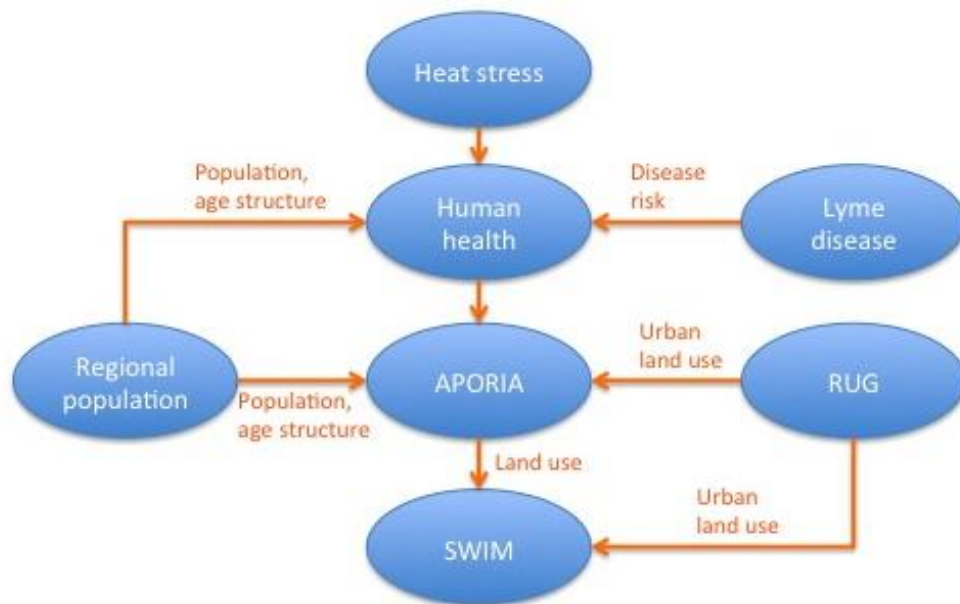 Heat stress
Population,
age structure
Human
health
Disease
risk
Lyme
disease
Regional
population
Population,
age structure
APORIA
Urban
land use
RUG
Land use
SWIM
Urban
land use